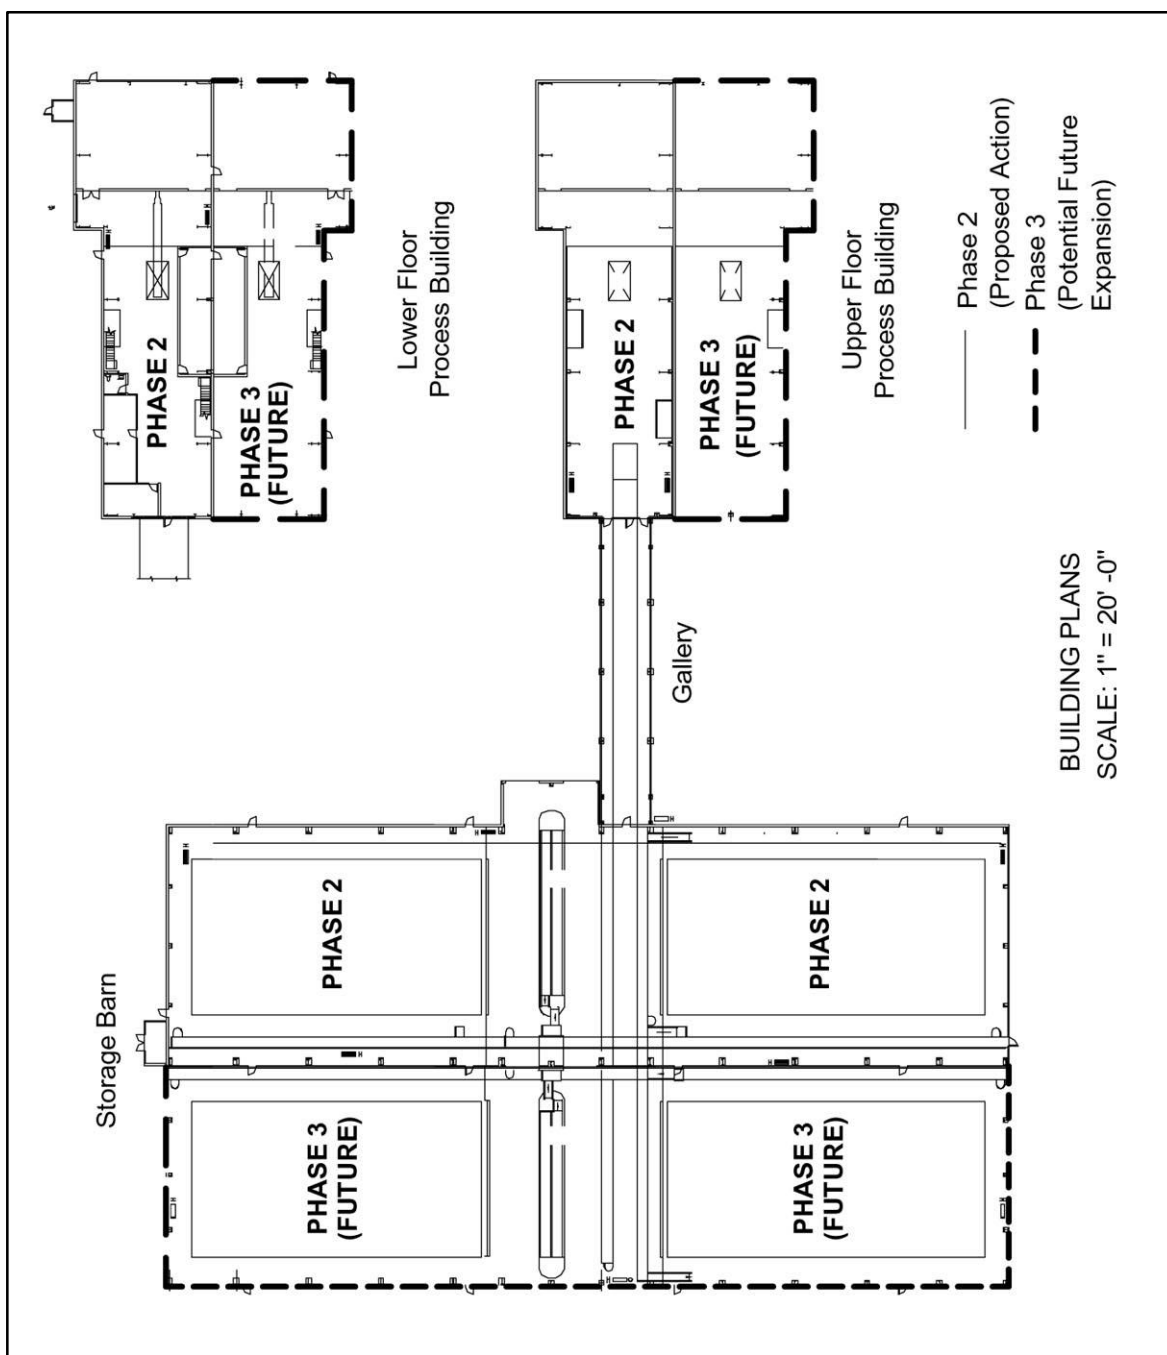 Storage Barn
PHASE 3
(FUTURE)
PHASE 2
PHASE 3
(FUTURE)
PHASE 2
Gallery
PHASE 2
PHASE 3
(FUTURE)
Lower Floor
Process Building
PHASE 2
PHASE 3
(FUTURE)
Upper Floor
Process Building
Phase 2
(Proposed Action)
Phase 3
(Potential Future
Expansion)
BUILDING PLANS
SCALE: 1" = 20' -0"